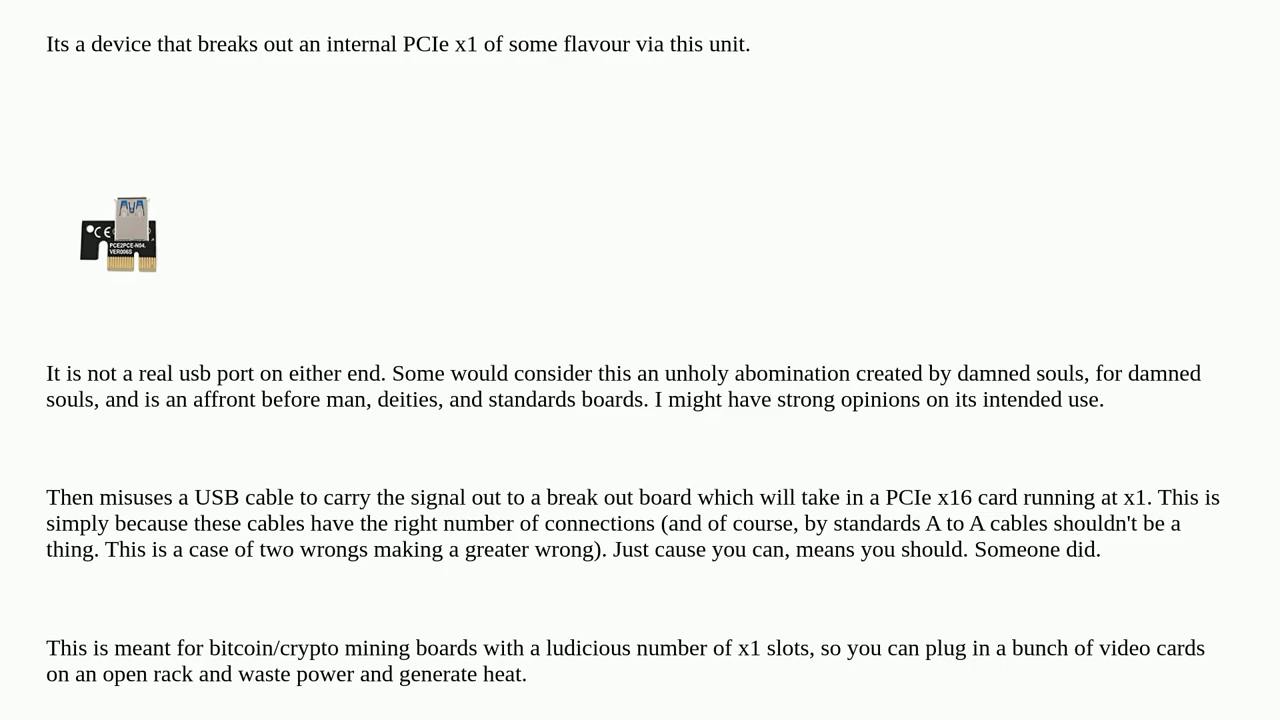 Its a device that breaks out an internal PCIe x1 of some flavour via this unit.
CE
PCE2PCE-N04.
VER006S
It is not a real usb port on either end. Some would consider this an unholy abomination created by damned souls, for damned
souls, and is an affront before man, deities, and standards boards. I might have strong opinions on its intended use.
Then misuses a USB cable to carry the signal out to a break out board which will take in a PCIe x16 card running at x1. This is
simply because these cables have the right number of connections (and of course, by standards A to A cables shouldn't be a
thing. This is a case of two wrongs making a greater wrong). Just cause you can, means you should. Someone did.
This is meant for bitcoin/crypto mining boards with a ludicious number of x1 slots, so you can plug in a bunch of video cards
on an open rack and waste power and generate heat.